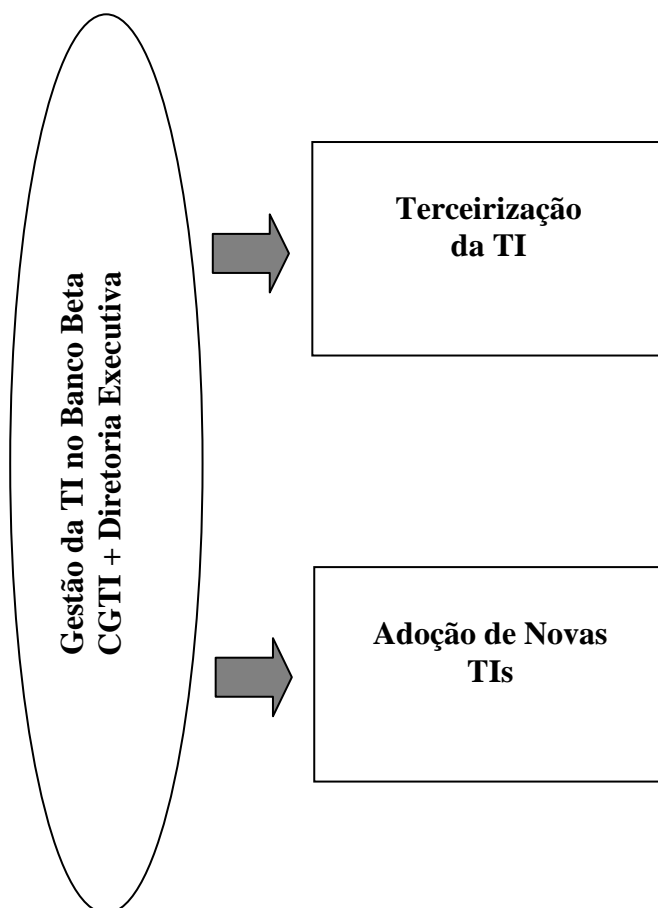 Gestão da TI no Banco Beta
CGTI + Diretoria Executiva
Terceirização
da TI
Adoção de Novas
TIs